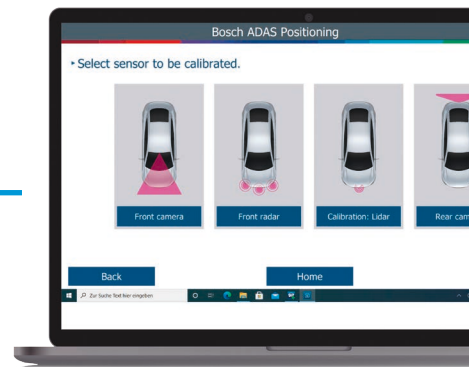 Bosch ADAS Positioning
Select sensor to be calibrated.
Front camera
Front radar
Calibration: Lidar
Rear cam
Back
Home
Zur Suche Text hier eingeben